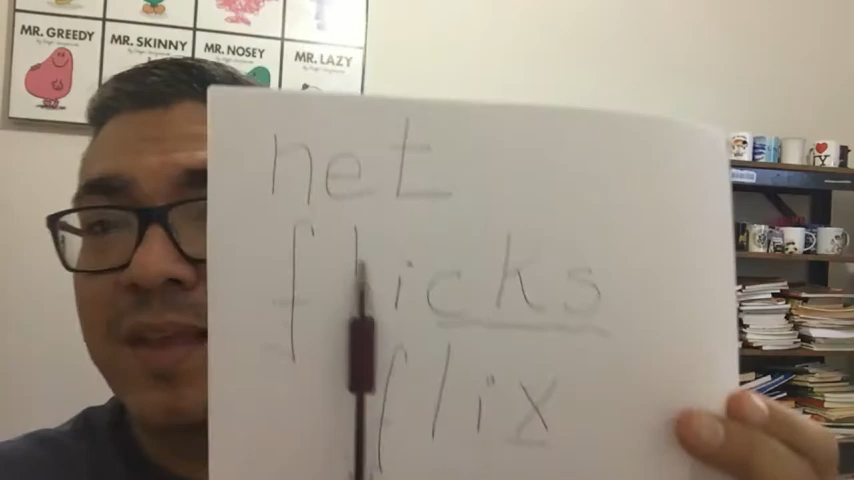 MR. GREEDY
MR. SKINNY
MR. NOSEY
MR. LAZY
net
flicks
flix